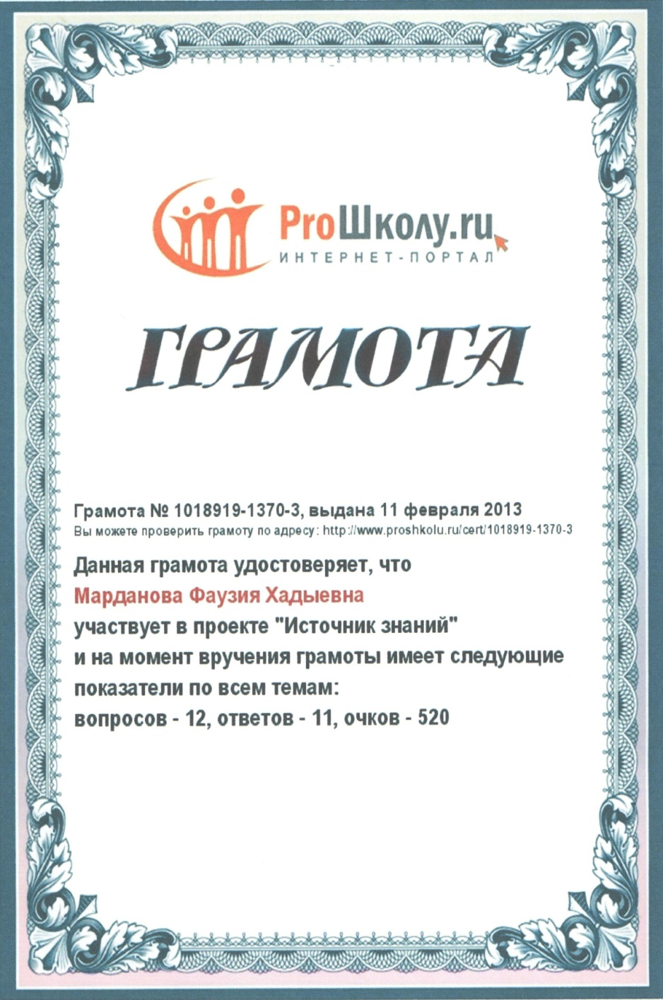 ProШколу.ru
ИНТЕРНЕТ-ПОРТАЛ
ГРАМОТА
Грамота № 1018919-1370-3, выдана 11 февраля 2013
Вы можете проверить грамоту по адресу: http://www.proshkolu.ru/cert/1018919-1370-3
Данная грамота удостоверяет, что
Марданова Фаузия Хадыевна
участвует в проекте "Источник знаний"
и на момент вручения грамоты имеет следующие
показатели по всем темам:
вопросов - 12, ответов - 11, очков - 520